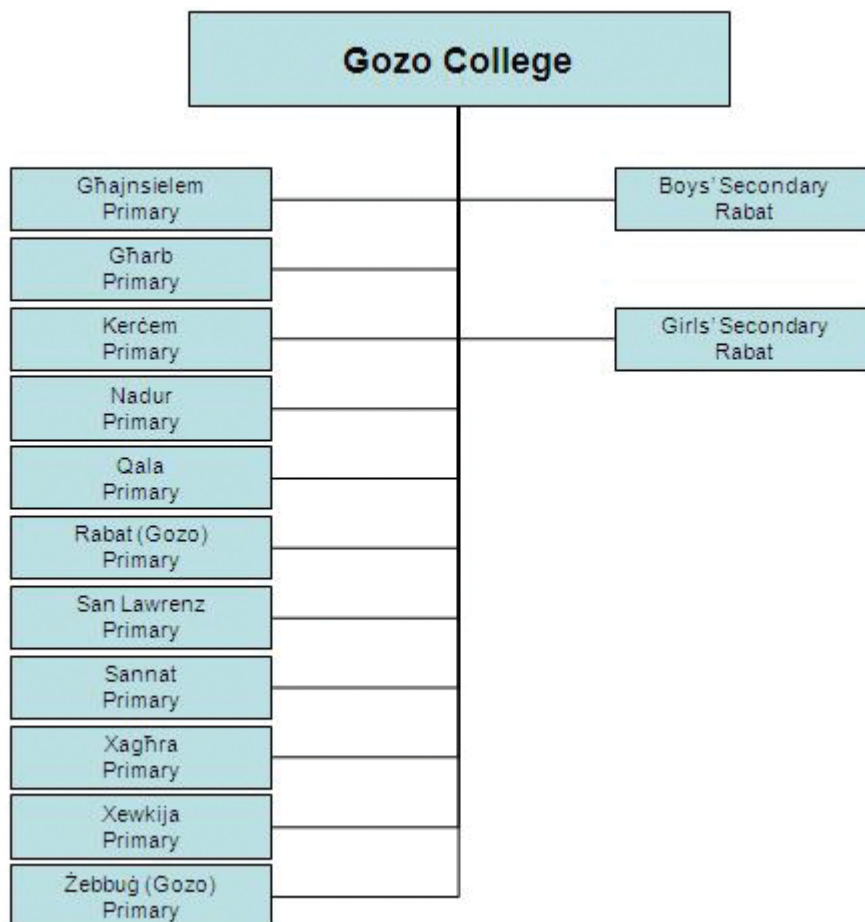 Gozo College
Għajnsielem
Primary
Għarb
Primary
Kerċem
Primary
Nadur
Primary
Qala
Primary
Rabat (Gozo)
Primary
San Lawrenz
Primary
Sannat
Primary
Xagħra
Primary
Xewkija
Primary
Żebbuġ (Gozo)
Primary
Boys' Secondary
Rabat
Girls' Secondary
Rabat